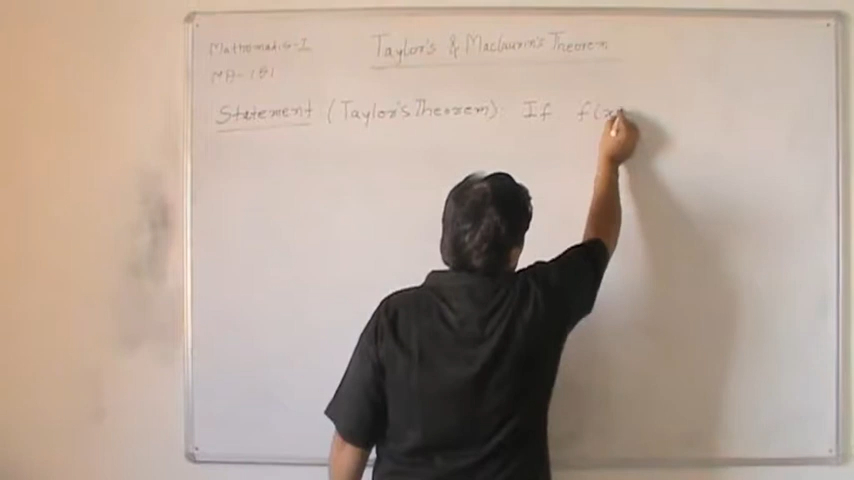 Mathematics-I
Taylor's & Maclaurin's Theorem
MA-101
Statement (Taylor's Theorem): If f(x